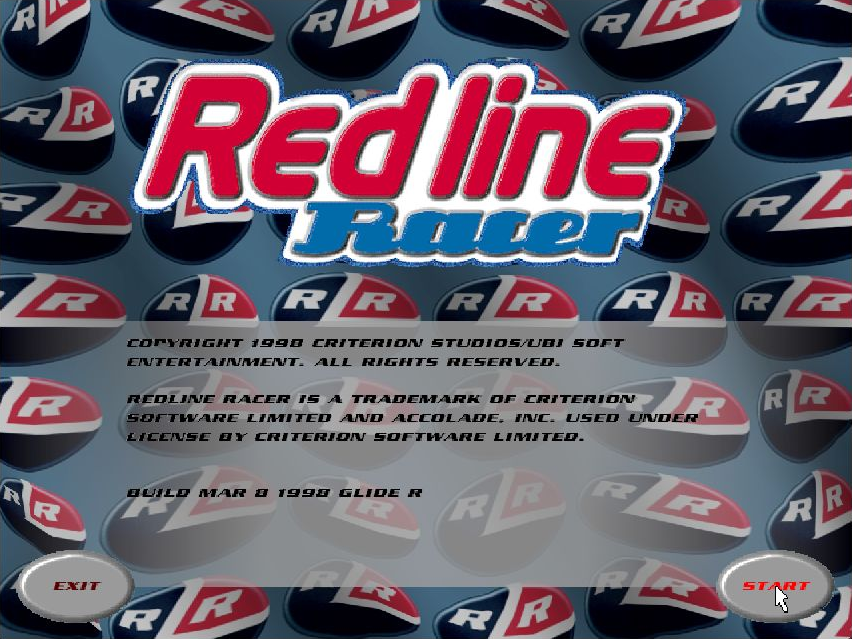 Redline
Racer
COPYRIGHT 1998 CRITERION STUDIOS/UBI SOFT
ENTERTAINMENT. ALL RIGHTS RESERVED.
REDLINE RACER IS A TRADEMARK OF CRITERION
SOFTWARE LIMITED AND ACCOLADE, INC. USED UNDER
LICENSE BY CRITERION SOFTWARE LIMITED.
BUILD MAR 8 1998 GLIDE R
EXIT
START